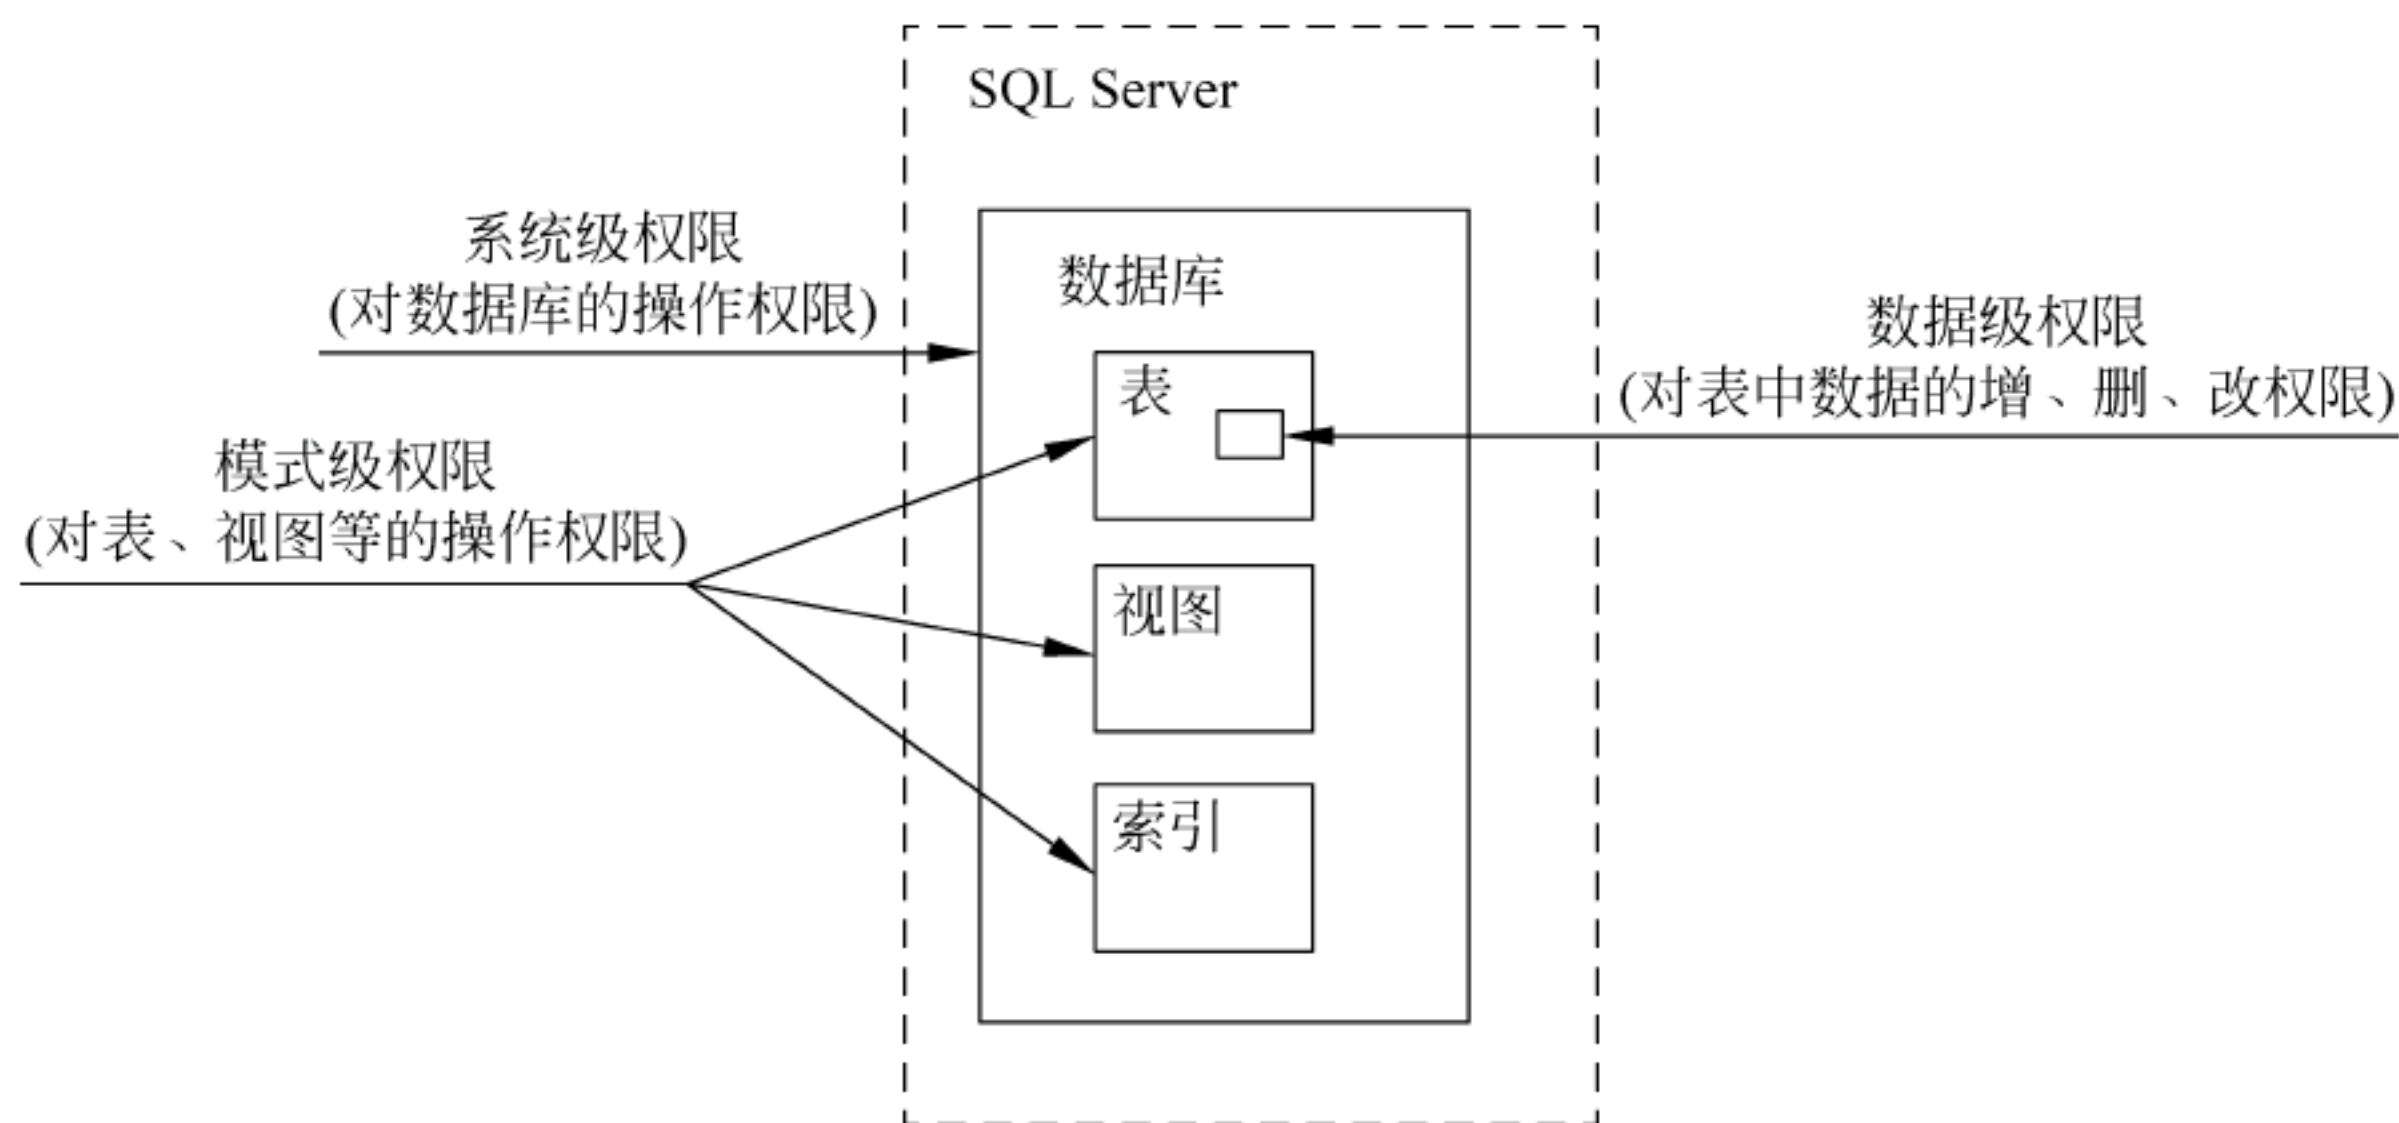 SQL Server
系统级权限
(对数据库的操作权限)
数据库
数据级权限
(对表中数据的增、删、改权限)
表
模式级权限
(对表、视图等的操作权限)
视图
索引